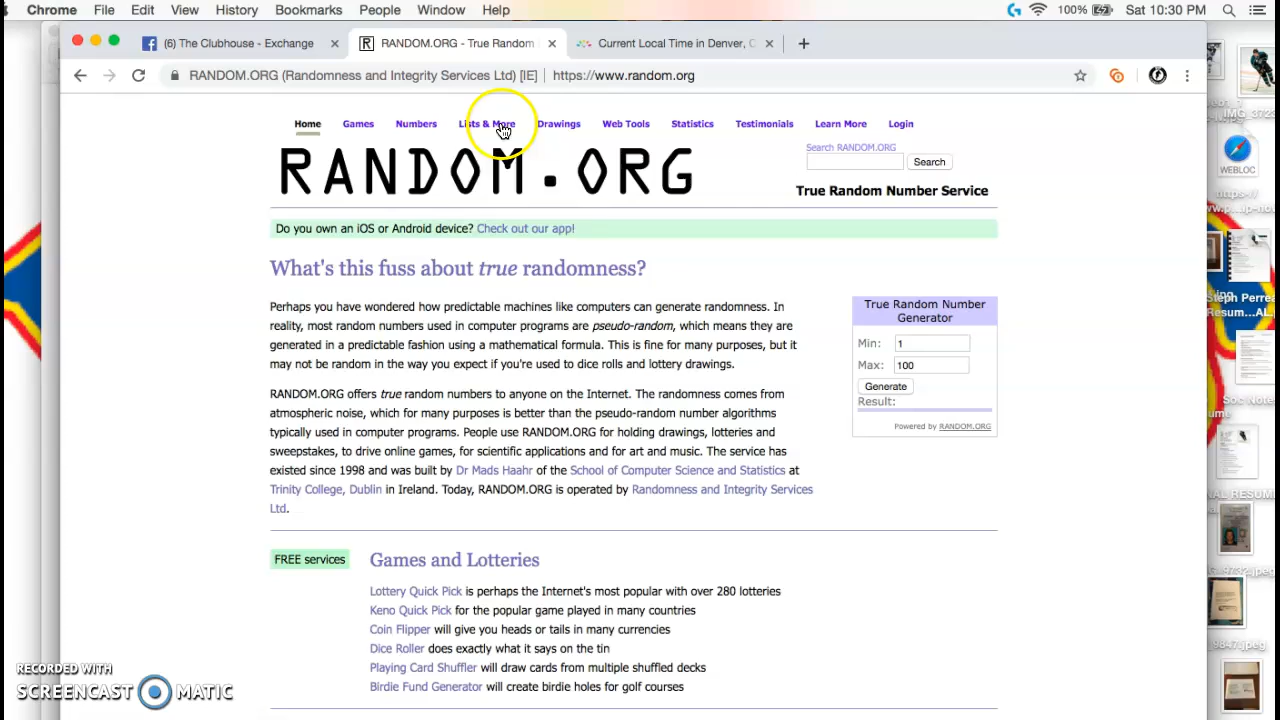 Chrome File Edit View History Bookmarks People Window Help 100% Sat 10:30 PM
(6) The Clubhouse - Exchange RANDOM.ORG - True Random Current Local Time in Denver, C
RANDOM.ORG (Randomness and Integrity Services Ltd) [IE] https://www.random.org
Home Games Numbers Lists & More Drawings Web Tools Statistics Testimonials Learn More Login
RANDOM ORG
Search RANDOM.ORG
Search
True Random Number Service
Do you own an iOS or Android device? Check out our app!
What's this fuss about true randomness?
Perhaps you have wondered how predictable machines like computers can generate randomness. In
reality, most random numbers used in computer programs are pseudo-random, which means they are
generated in a predictable fashion using a mathematical formula. This is fine for many purposes, but it
may not be random in the way you expect if you're used to dice rolls and lottery drawings.
RANDOM.ORG offers true random numbers to anyone on the Internet. The randomness comes from
atmospheric noise, which for many purposes is better than the pseudo-random number algorithms
typically used in computer programs. People use RANDOM.ORG for holding drawings, lotteries and
sweepstakes, to drive online games, for scientific applications and for art and music. The service has
existed since 1998 and was built by Dr Mads Haahr of the School of Computer Science and Statistics at
Trinity College, Dublin in Ireland. Today, RANDOM.ORG is operated by Randomness and Integrity Services
Ltd.
True Random Number
Generator
Min: 1
Max: 100
Generate
Result:
Powered by RANDOM.ORG
FREE services
Games and Lotteries
Lottery Quick Pick is perhaps the Internet's most popular with over 280 lotteries
Keno Quick Pick for the popular game played in many countries
Coin Flipper will give you heads or tails in many currencies
Dice Roller does exactly what it says on the tin
Playing Card Shuffler will draw cards from multiple shuffled decks
Birdie Fund Generator will create birdie holes for golf courses
IMG_3723
WEBLOC
https-//
Steph Perrea
Resum...AL
Soc Notes
9732.jpeg
9847.jpeg
RECORDED WITH
SCREENCAST MATIC